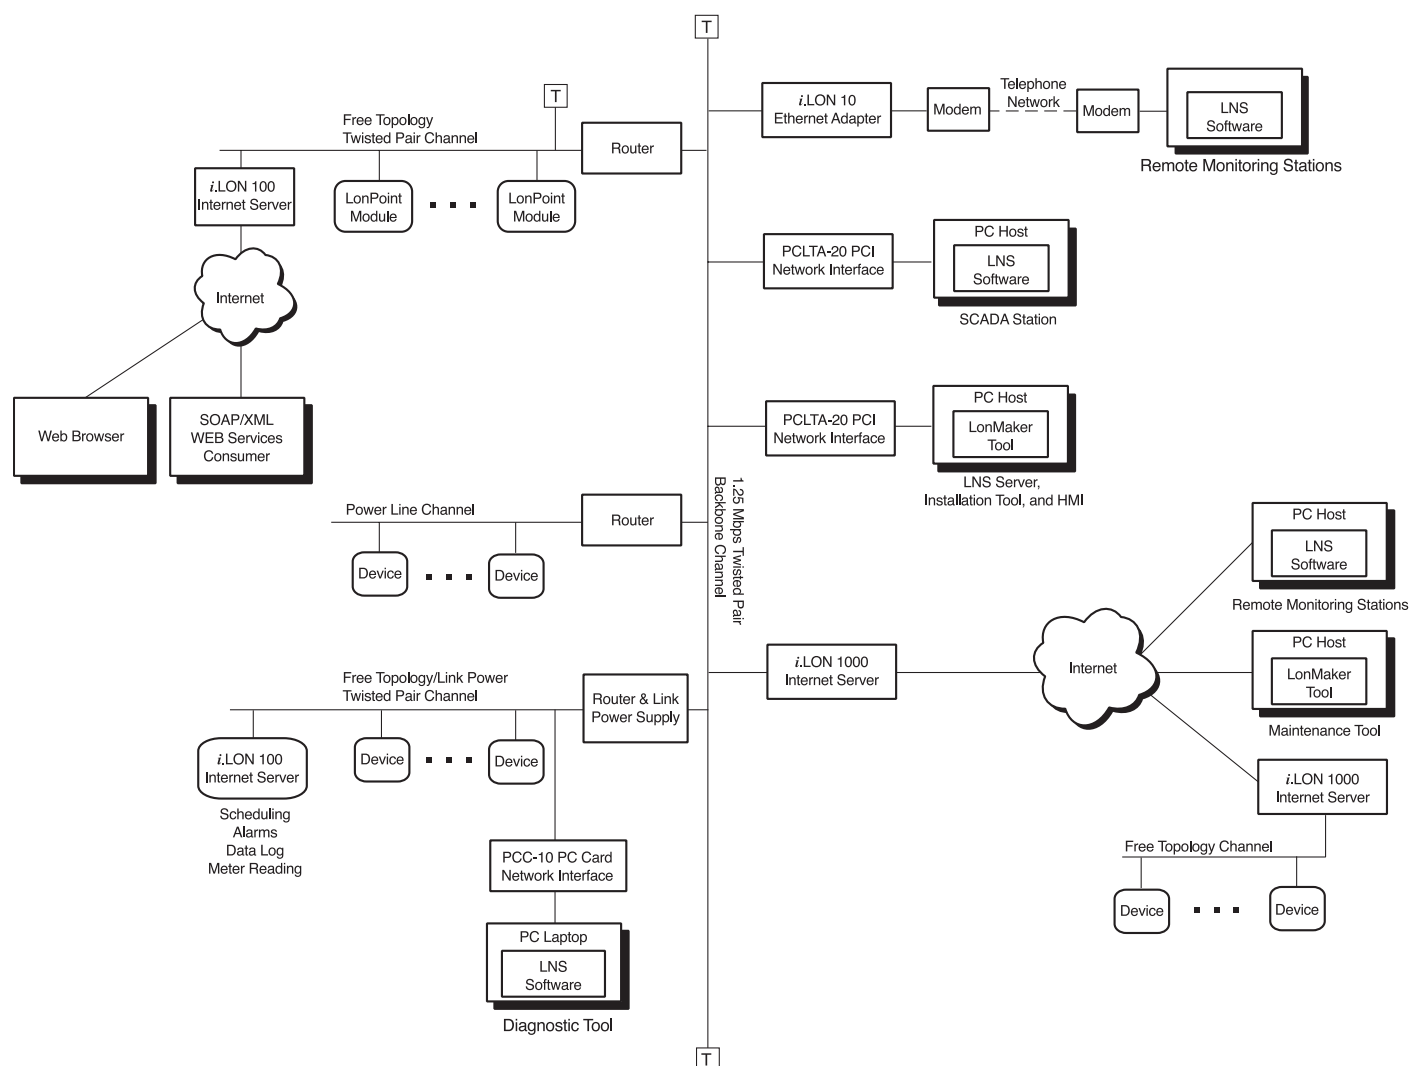 T
T
Free Topology
Twisted Pair Channel
Router
i.LON 100
Internet Server
LonPoint
Module
LonPoint
Module
Internet
Web Browser
SOAP/XML
WEB Services
Consumer
i.LON 10
Ethernet Adapter
Modem
Telephone
Network
Modem
LNS
Software
Remote Monitoring Stations
PCLTA-20 PCI
Network Interface
PC Host
LNS
Software
SCADA Station
PCLTA-20 PCI
Network Interface
PC Host
LonMaker
Tool
LNS Server,
Installation Tool, and HMI
1.25 Mbps Twisted Pair
Backbone Channel
Power Line Channel
Router
Device
Device
Free Topology/Link Power
Twisted Pair Channel
Router & Link
Power Supply
i.LON 100
Internet Server
Scheduling
Alarms
Data Log
Meter Reading
Device
Device
PCC-10 PC Card
Network Interface
PC Laptop
LNS
Software
Diagnostic Tool
i.LON 1000
Internet Server
Internet
PC Host
LNS
Software
Remote Monitoring Stations
PC Host
LonMaker
Tool
Maintenance Tool
i.LON 1000
Internet Server
Free Topology Channel
Device
Device
T